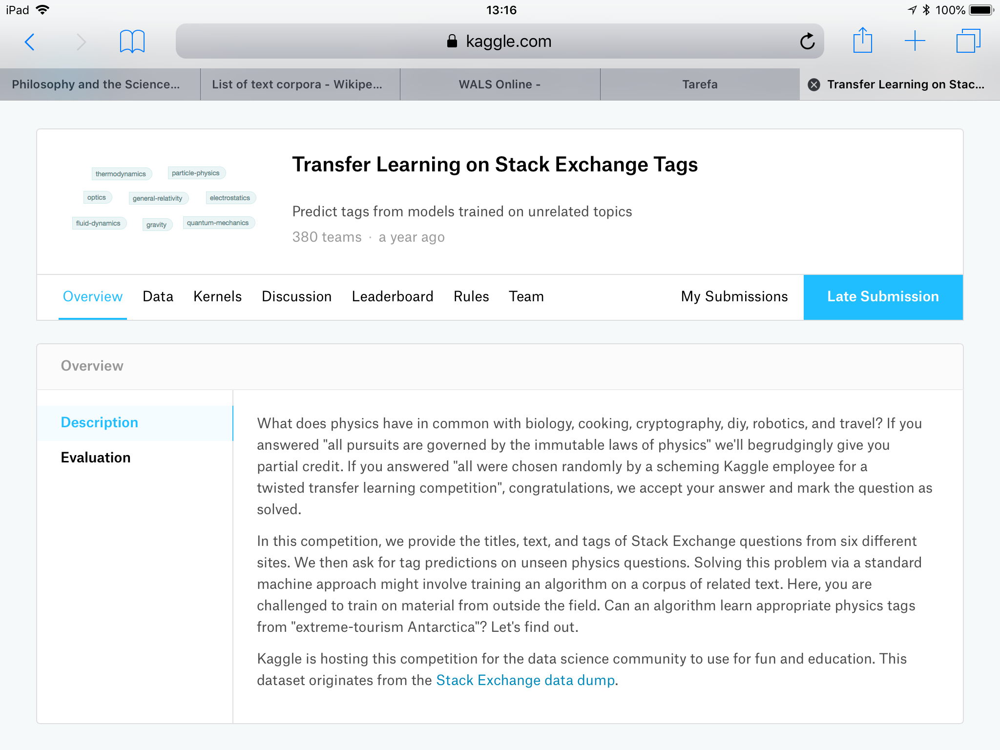 iPad 13:16 100%
kaggle.com
Philosophy and the Science... List of text corpora - Wikipe... WALS Online - Tarefa Transfer Learning on Stac...
Transfer Learning on Stack Exchange Tags
thermodynamics particle-physics
optics general-relativity electrostatics
fluid-dynamics gravity quantum-mechanics
Predict tags from models trained on unrelated topics
380 teams · a year ago
Overview Data Kernels Discussion Leaderboard Rules Team My Submissions Late Submission
Overview
Description
Evaluation
What does physics have in common with biology, cooking, cryptography, diy, robotics, and travel? If you
answered "all pursuits are governed by the immutable laws of physics" we'll begrudgingly give you
partial credit. If you answered "all were chosen randomly by a scheming Kaggle employee for a
twisted transfer learning competition", congratulations, we accept your answer and mark the question as
solved.
In this competition, we provide the titles, text, and tags of Stack Exchange questions from six different
sites. We then ask for tag predictions on unseen physics questions. Solving this problem via a standard
machine approach might involve training an algorithm on a corpus of related text. Here, you are
challenged to train on material from outside the field. Can an algorithm learn appropriate physics tags
from "extreme-tourism Antarctica"? Let's find out.
Kaggle is hosting this competition for the data science community to use for fun and education. This
dataset originates from the Stack Exchange data dump.